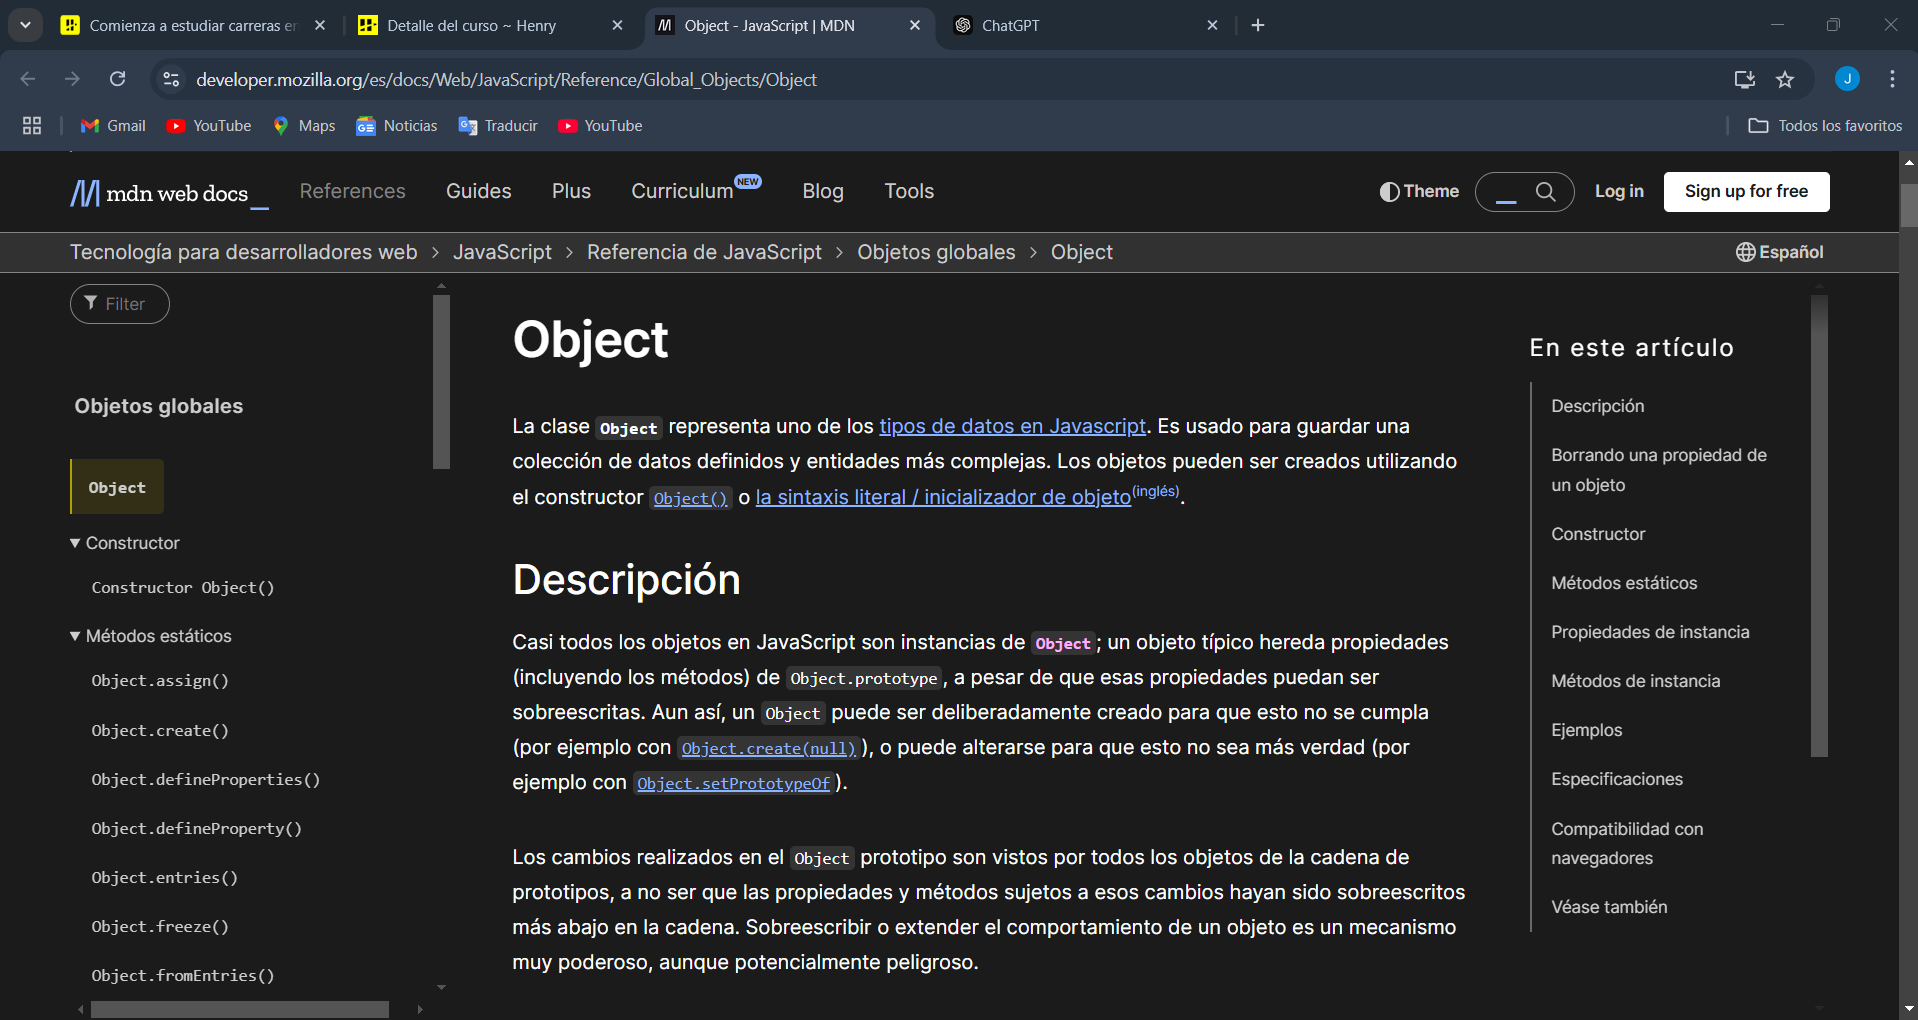 Comienza a estudiar carreras en
Detalle del curso ~ Henry
Object - JavaScript | MDN
ChatGPT
developer.mozilla.org/es/docs/Web/JavaScript/Reference/Global_Objects/Object
J
Gmail
YouTube
Maps
Noticias
Traducir
YouTube
Todos los favoritos
mdn web docs_
References
Guides
Plus
Curriculum NEW
Blog
Tools
Theme
Log in
Sign up for free
Tecnología para desarrolladores web > JavaScript > Referencia de JavaScript > Objetos globales > Object
Español
Filter
Objetos globales
Object
Constructor
Constructor Object()
Métodos estáticos
Object.assign()
Object.create()
Object.defineProperties()
Object.defineProperty()
Object.entries()
Object.freeze()
Object.fromEntries()
Object
La clase Object representa uno de los tipos de datos en Javascript. Es usado para guardar una
colección de datos definidos y entidades más complejas. Los objetos pueden ser creados utilizando
el constructor Object() o la sintaxis literal / inicializador de objeto(inglés).
Descripción
Casi todos los objetos en JavaScript son instancias de Object; un objeto típico hereda propiedades
(incluyendo los métodos) de Object.prototype, a pesar de que esas propiedades puedan ser
sobreescritas. Aun así, un Object puede ser deliberadamente creado para que esto no se cumpla
(por ejemplo con Object.create(null)), o puede alterarse para que esto no sea más verdad (por
ejemplo con Object.setPrototypeOf).
Los cambios realizados en el Object prototipo son vistos por todos los objetos de la cadena de
prototipos, a no ser que las propiedades y métodos sujetos a esos cambios hayan sido sobreescritos
más abajo en la cadena. Sobreescribir o extender el comportamiento de un objeto es un mecanismo
muy poderoso, aunque potencialmente peligroso.
En este artículo
Descripción
Borrando una propiedad de
un objeto
Constructor
Métodos estáticos
Propiedades de instancia
Métodos de instancia
Ejemplos
Especificaciones
Compatibilidad con
navegadores
Véase también